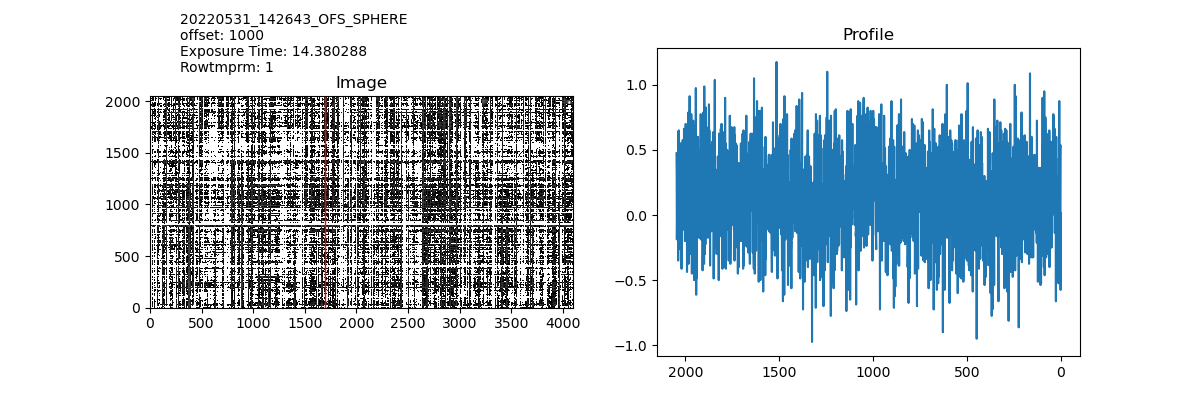 20220531_142643_OFS_SPHERE
offset: 1000
Exposure Time: 14.380288
Rowtmprm: 1
Image
2000
1500
1000
500
0
0 500 1000 1500 2000 2500 3000 3500 4000
Profile
1.0
0.5
0.0
−0.5
−1.0
2000 1500 1000 500 0